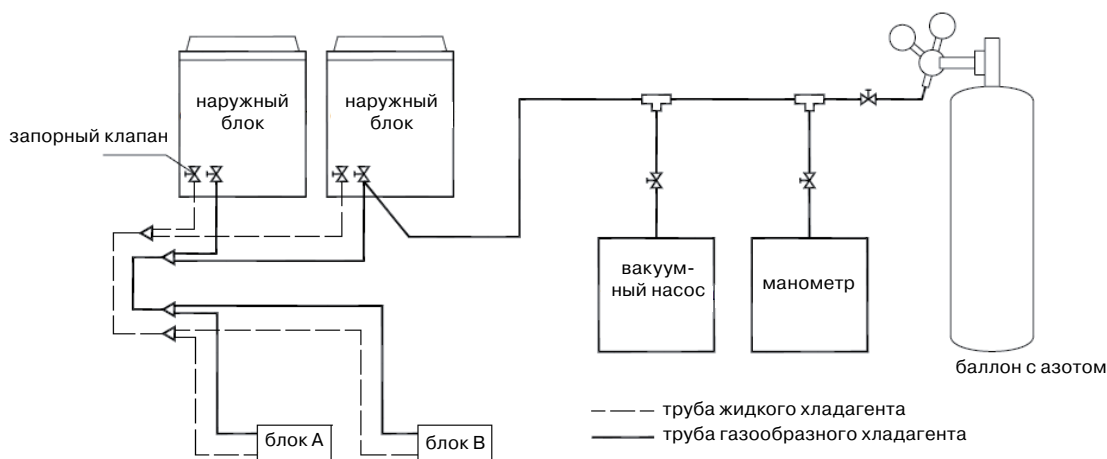 наружный
блок
наружный
блок
запорный клапан
вакуум-
ный насос
манометр
баллон с азотом
труба жидкого хладагента
труба газообразного хладагента
блок А
блок В